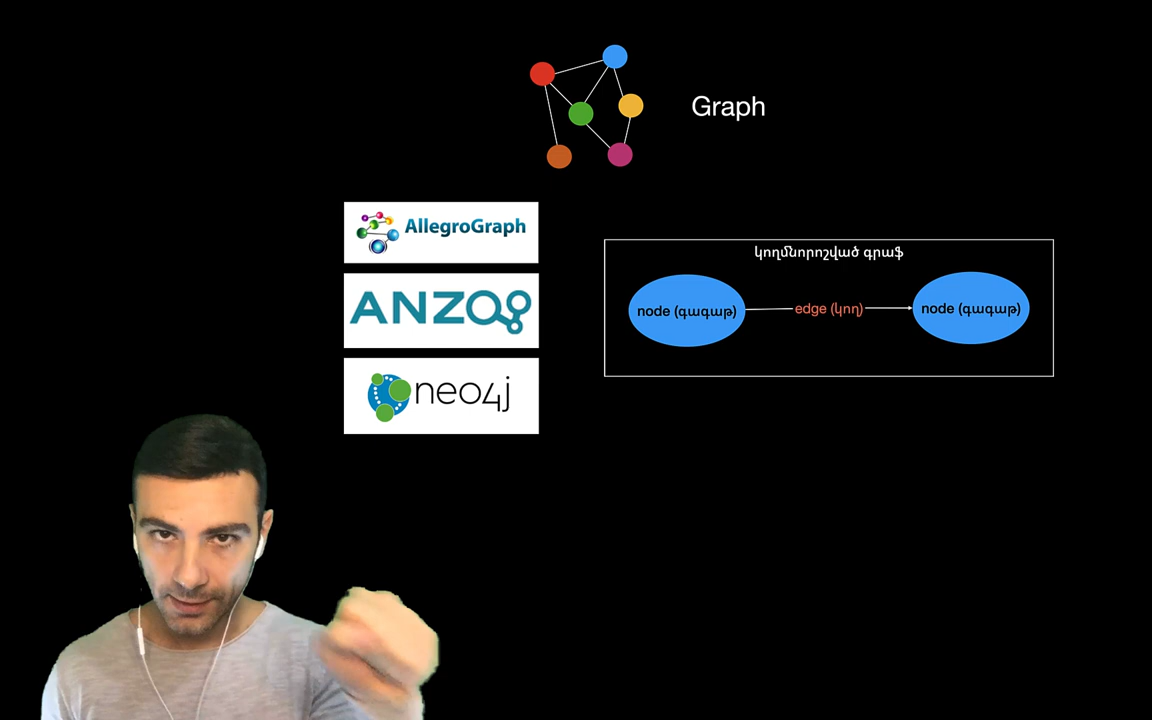 Graph
AllegroGraph
ANZO
neo4j
կողմնորոշված գրաֆ
node (գագաթ)
edge (կող)
node (գագաթ)